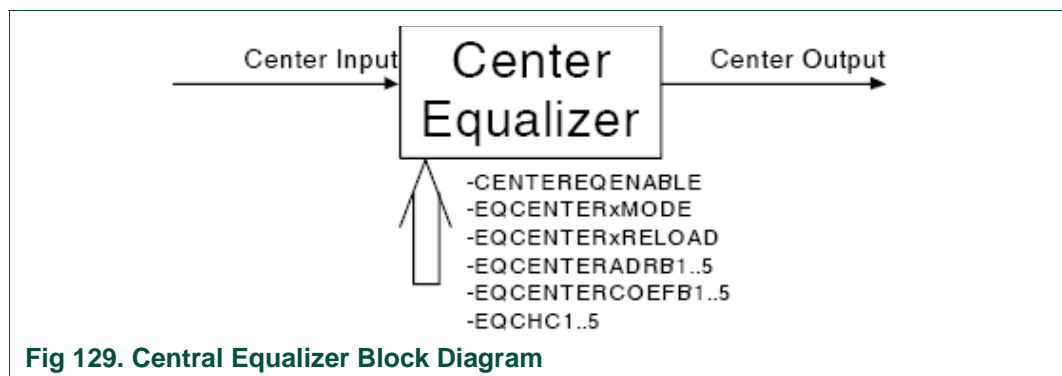 Center Input
Center
Equalizer
Center Output
-CENTEREQENABLE
-EQCENTERxMODE
-EQCENTERxRELOAD
-EQCENTERADRB1..5
-EQCENTERCOEFB1..5
-EQCHC1..5
Fig 129. Central Equalizer Block Diagram